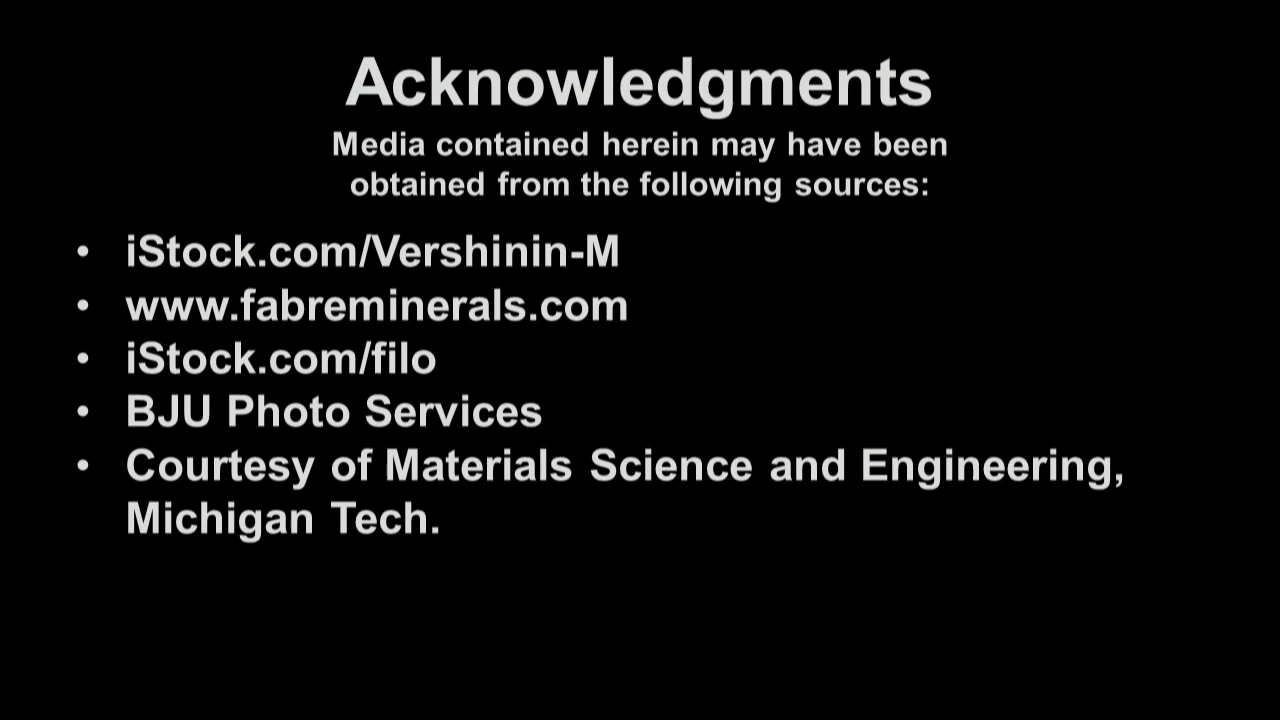 Acknowledgments
Media contained herein may have been
obtained from the following sources:
• iStock.com/Vershinin-M
• www.fabreminerals.com
• iStock.com/filo
• BJU Photo Services
• Courtesy of Materials Science and Engineering,
Michigan Tech.